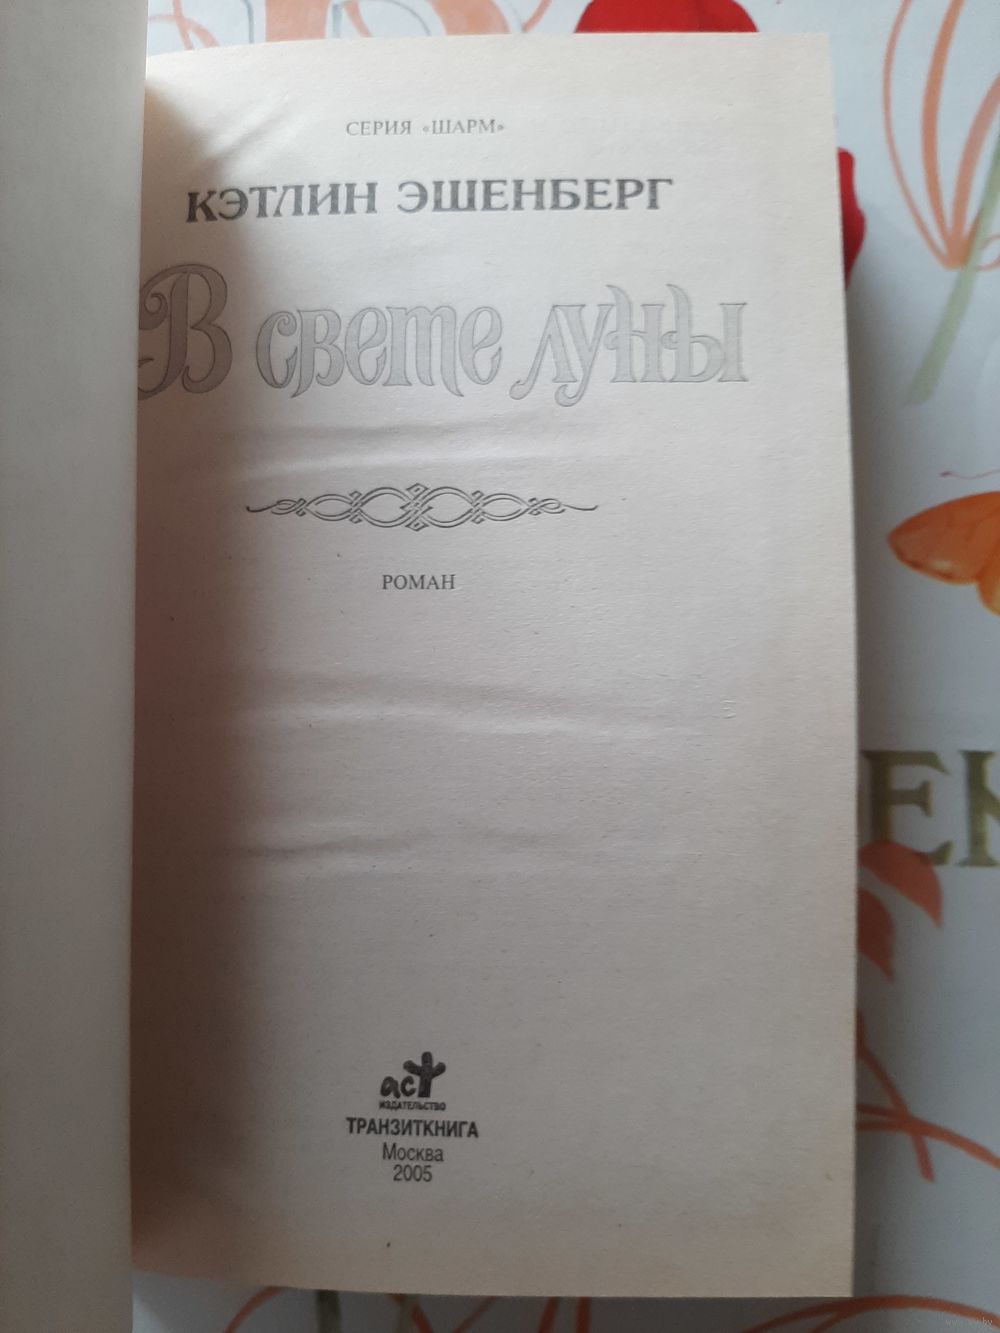 СЕРИЯ «ШАРМ»
КЭТЛИН ЭШЕНБЕРГ
В свете луны
РОМАН
аст
ИЗДАТЕЛЬСТВО
ТРАНЗИТКНИГА
Москва
2005